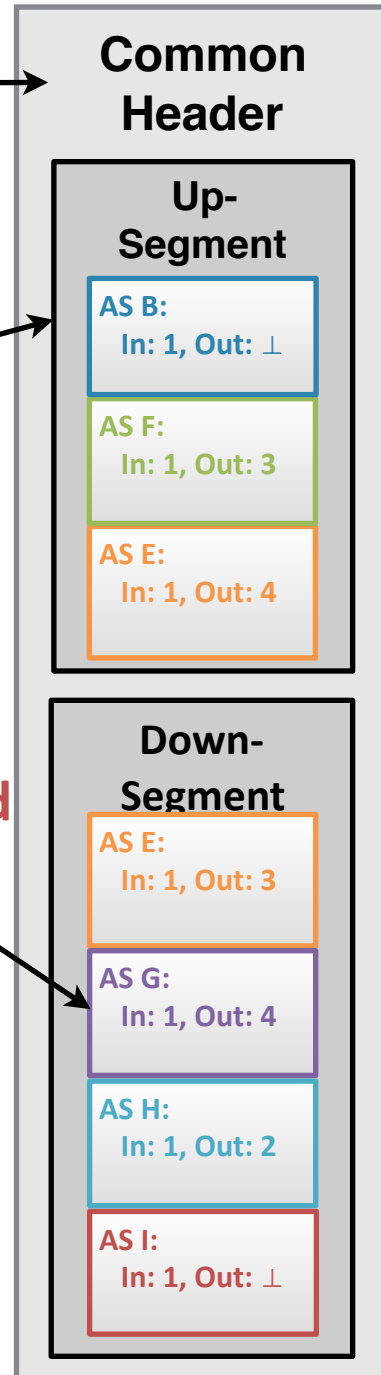 Common
Header
Up-
Segment
AS B:
In: 1, Out: ⊥
AS F:
In: 1, Out: 3
AS E:
In: 1, Out: 4
Down-
Segment
AS E:
In: 1, Out: 3
AS G:
In: 1, Out: 4
AS H:
In: 1, Out: 2
AS I:
In: 1, Out: ⊥